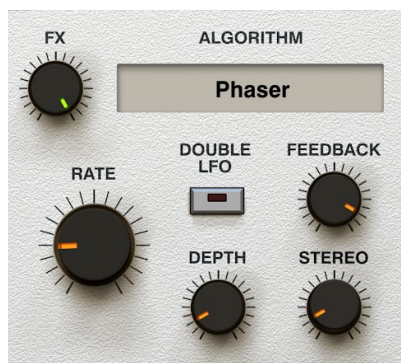 FX
ALGORITHM
Phaser
DOUBLE
LFO
FEEDBACK
RATE
DEPTH
STEREO